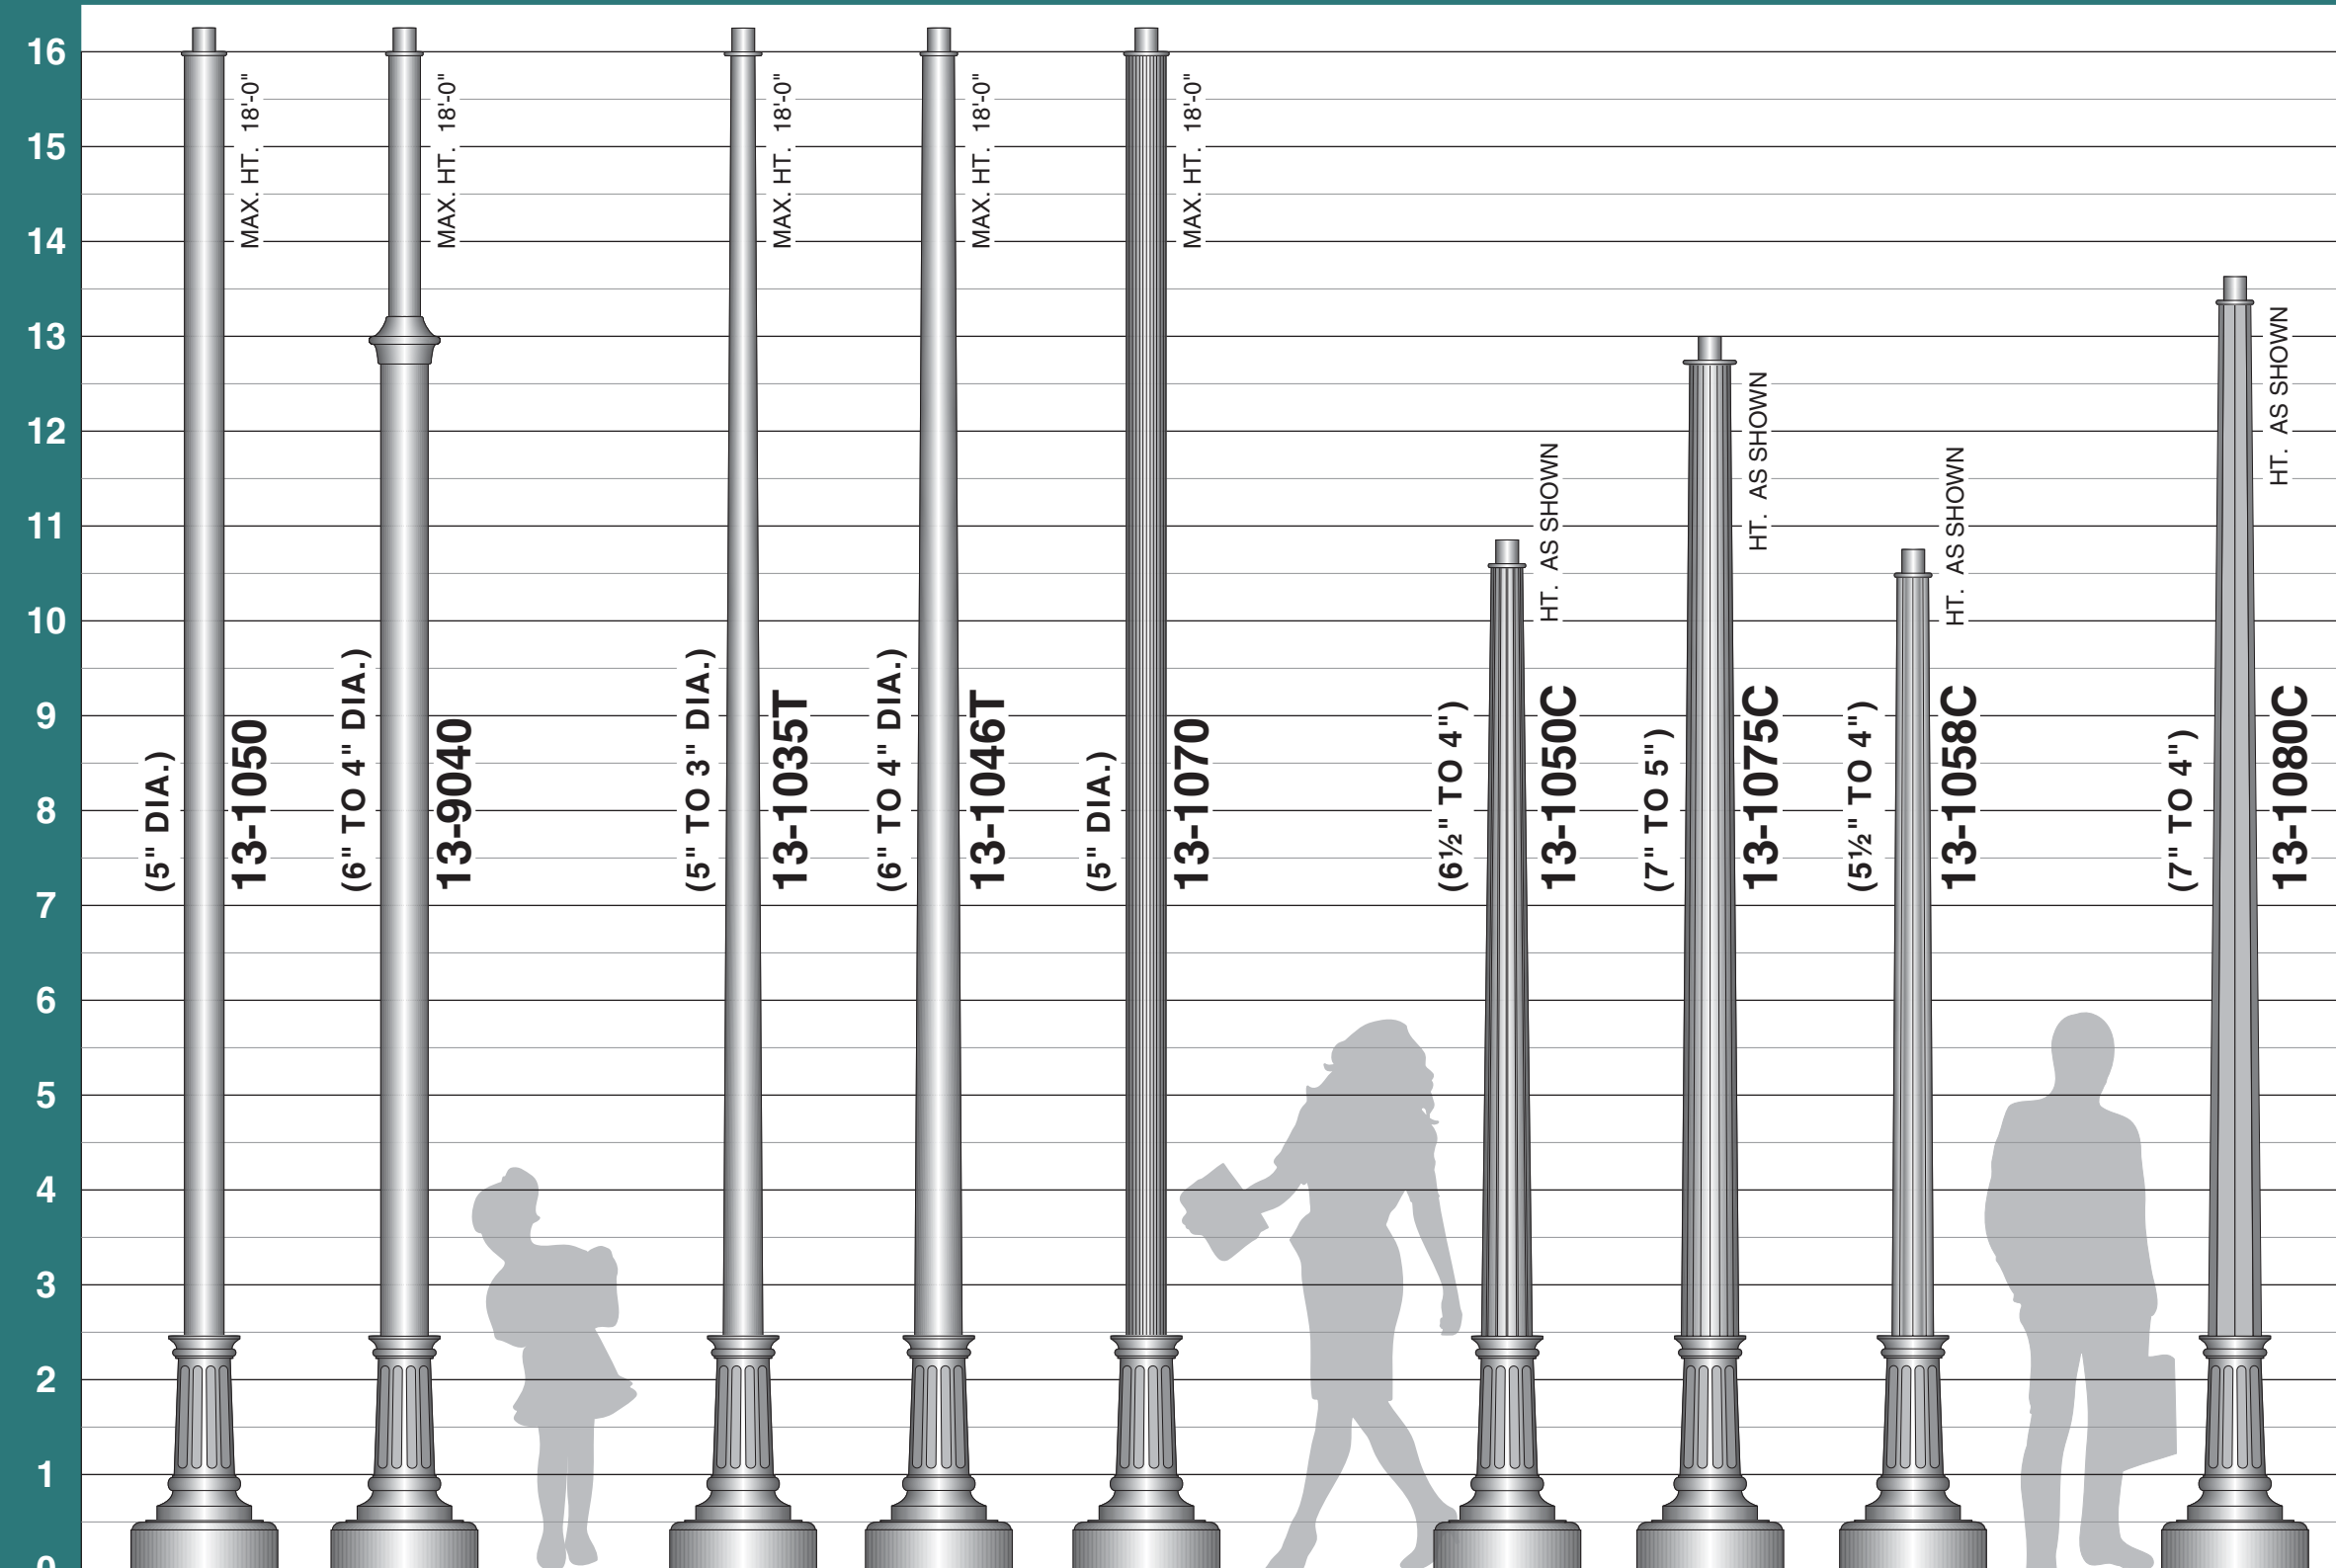 16
15
14
13
12
11
10
9
8
7
6
5
4
3
2
1
0
(5" DIA.)
13-1050
MAX. HT. 18'-0"
(6" TO 4" DIA.)
13-9040
MAX. HT. 18'-0"
(5" TO 3" DIA.)
13-1035T
MAX. HT. 18'-0"
(6" TO 4" DIA.)
13-1046T
MAX. HT. 18'-0"
(5" DIA.)
13-1070
MAX. HT. 18'-0"
(6½" TO 4")
13-1050C
HT. AS SHOWN
(7" TO 5")
13-1075C
HT. AS SHOWN
(5½" TO 4")
13-1058C
HT. AS SHOWN
(7" TO 4")
13-1080C
HT. AS SHOWN